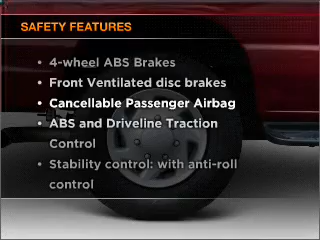 SAFETY FEATURES
• 4-wheel ABS Brakes
• Front Ventilated disc brakes
• Cancellable Passenger Airbag
• ABS and Driveline Traction
Control
• Stability control: with anti-roll
control